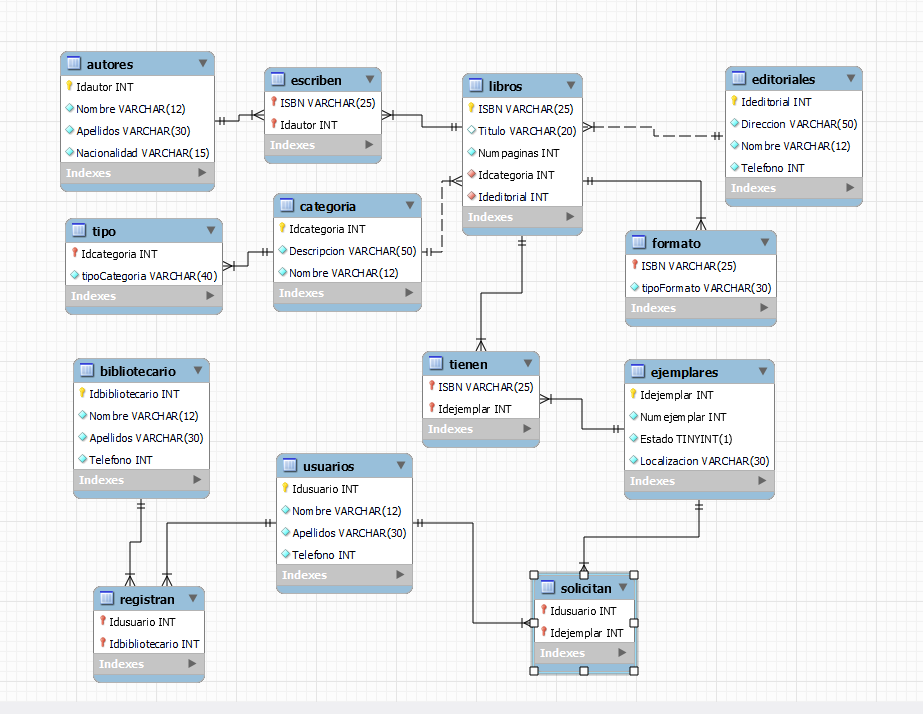 autores
Idautor INT
Nombre VARCHAR(12)
Apellidos VARCHAR(30)
Nacionalidad VARCHAR(15)
Indexes
escriben
ISBN VARCHAR(25)
Idautor INT
Indexes
libros
ISBN VARCHAR(25)
Titulo VARCHAR(20)
Numpaginas INT
Idcategoria INT
Ideditorial INT
Indexes
editoriales
Ideditorial INT
Direccion VARCHAR(50)
Nombre VARCHAR(12)
Telefono INT
Indexes
tipo
Idcategoria INT
tipoCategoria VARCHAR(40)
Indexes
categoria
Idcategoria INT
Descripcion VARCHAR(50)
Nombre VARCHAR(12)
Indexes
formato
ISBN VARCHAR(25)
tipoFormato VARCHAR(30)
Indexes
bibliotecario
Idbibliotecario INT
Nombre VARCHAR(12)
Apellidos VARCHAR(30)
Telefono INT
Indexes
tienen
ISBN VARCHAR(25)
Idejemplar INT
Indexes
ejemplares
Idejemplar INT
Numejemplar INT
Estado TINYINT(1)
Localizacion VARCHAR(30)
Indexes
usuarios
Idusuario INT
Nombre VARCHAR(12)
Apellidos VARCHAR(30)
Telefono INT
Indexes
registran
Idusuario INT
Idbibliotecario INT
Indexes
solicitan
Idusuario INT
Idejemplar INT
Indexes